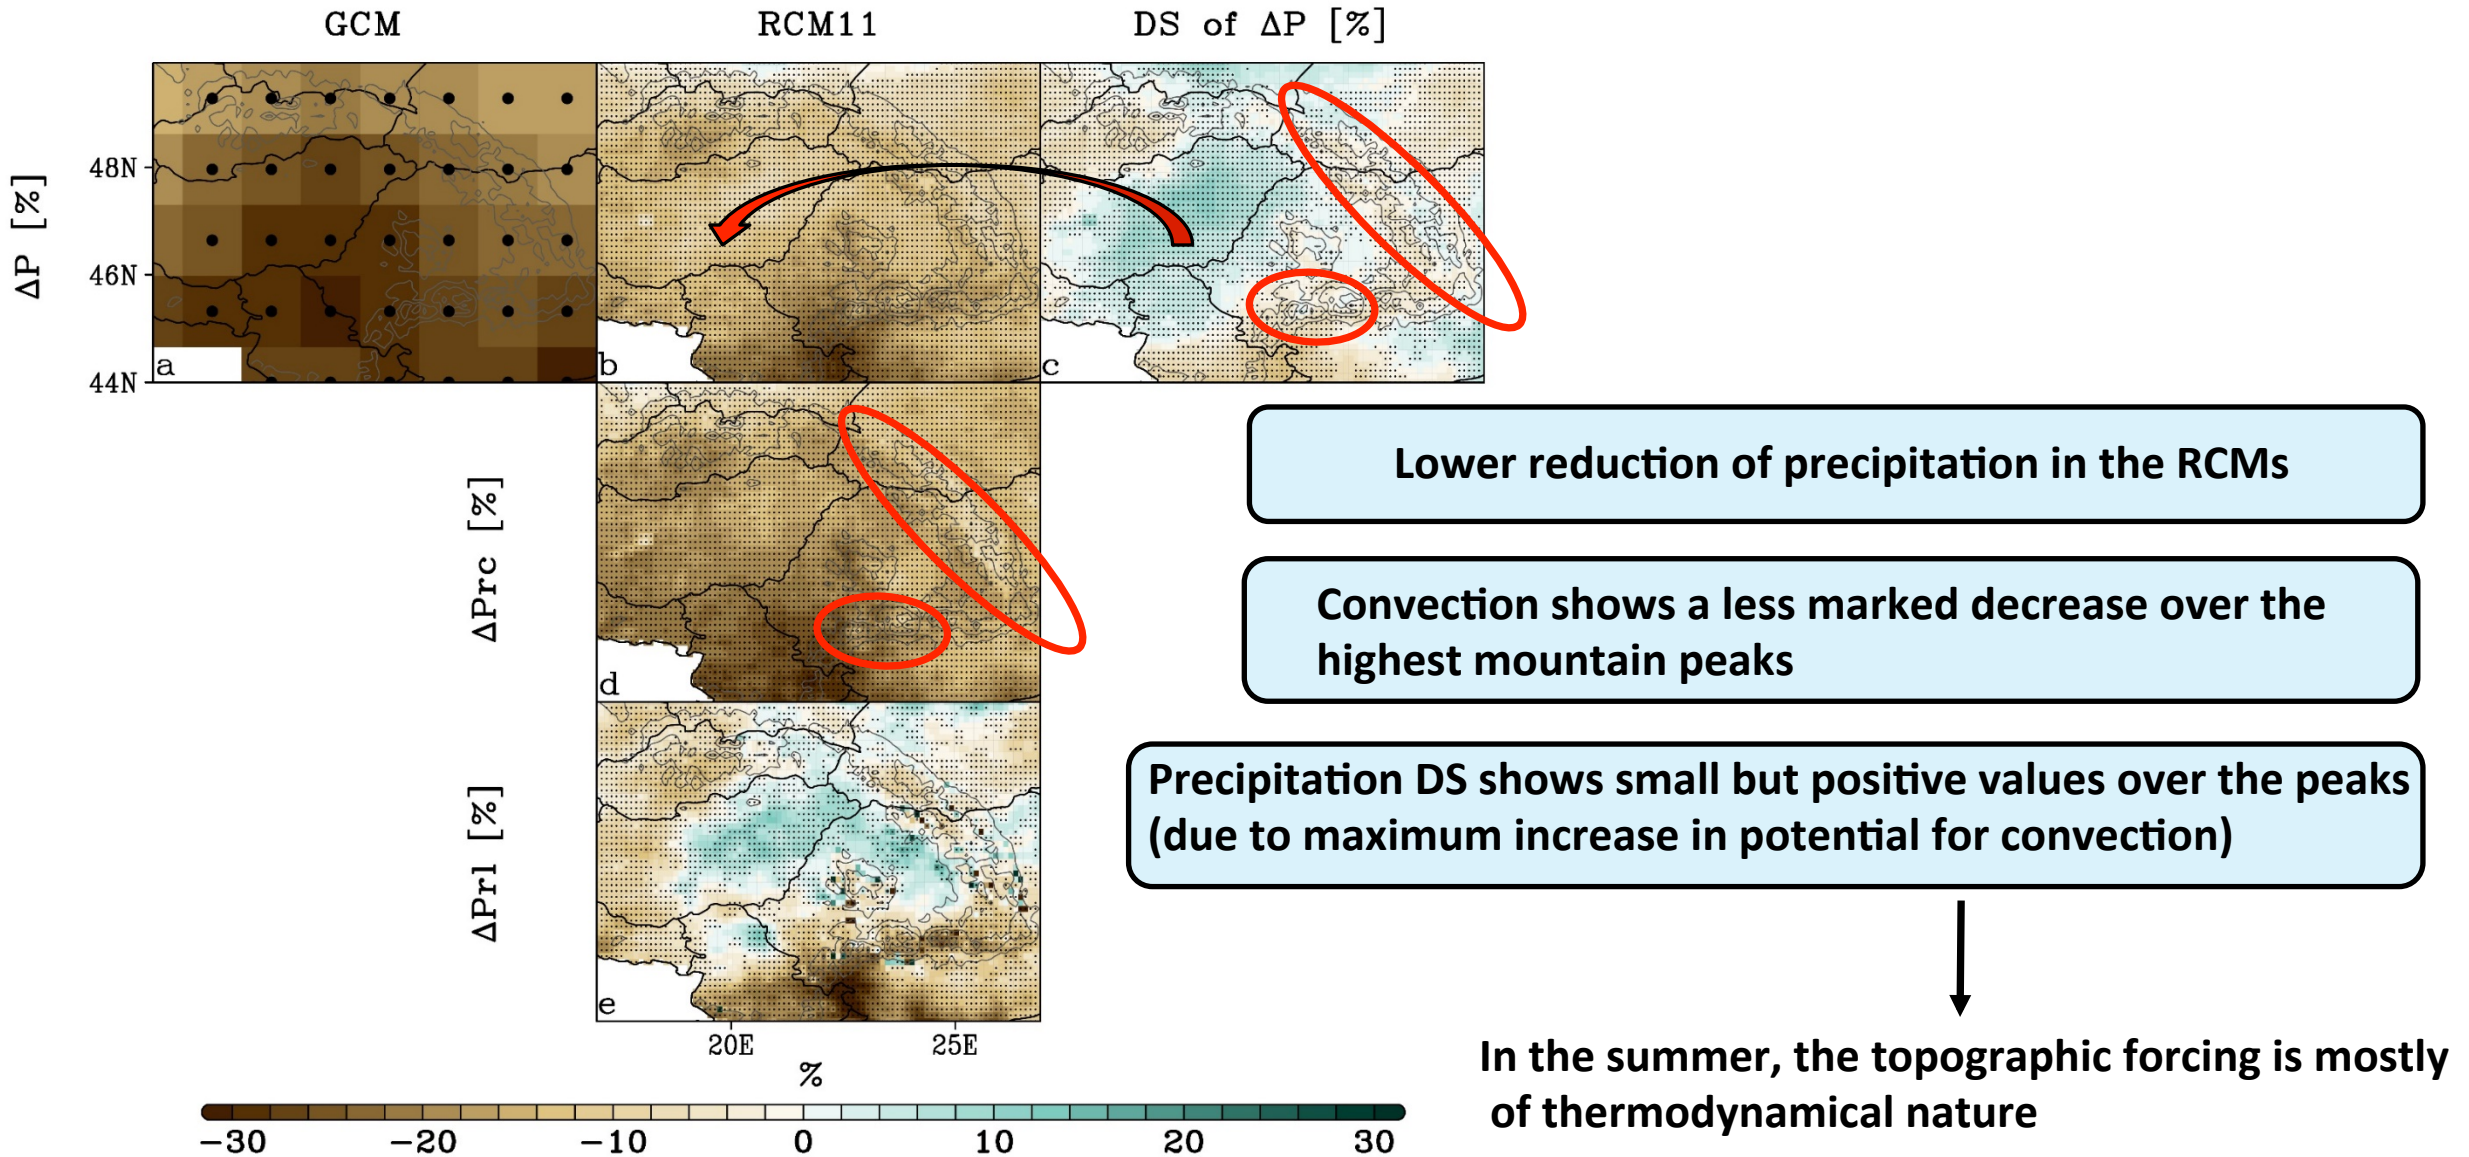 GCM
RCM11
DS of ΔP [%]
ΔP [%]
48N
46N
44N
a
b
c
ΔPrc [%]
d
Lower reduction of precipitation in the RCMs
Convection shows a less marked decrease over the
highest mountain peaks
ΔPrl [%]
e
Precipitation DS shows small but positive values over the peaks
(due to maximum increase in potential for convection)
20E
25E
%
In the summer, the topographic forcing is mostly
of thermodynamical nature
-30
-20
-10
0
10
20
30